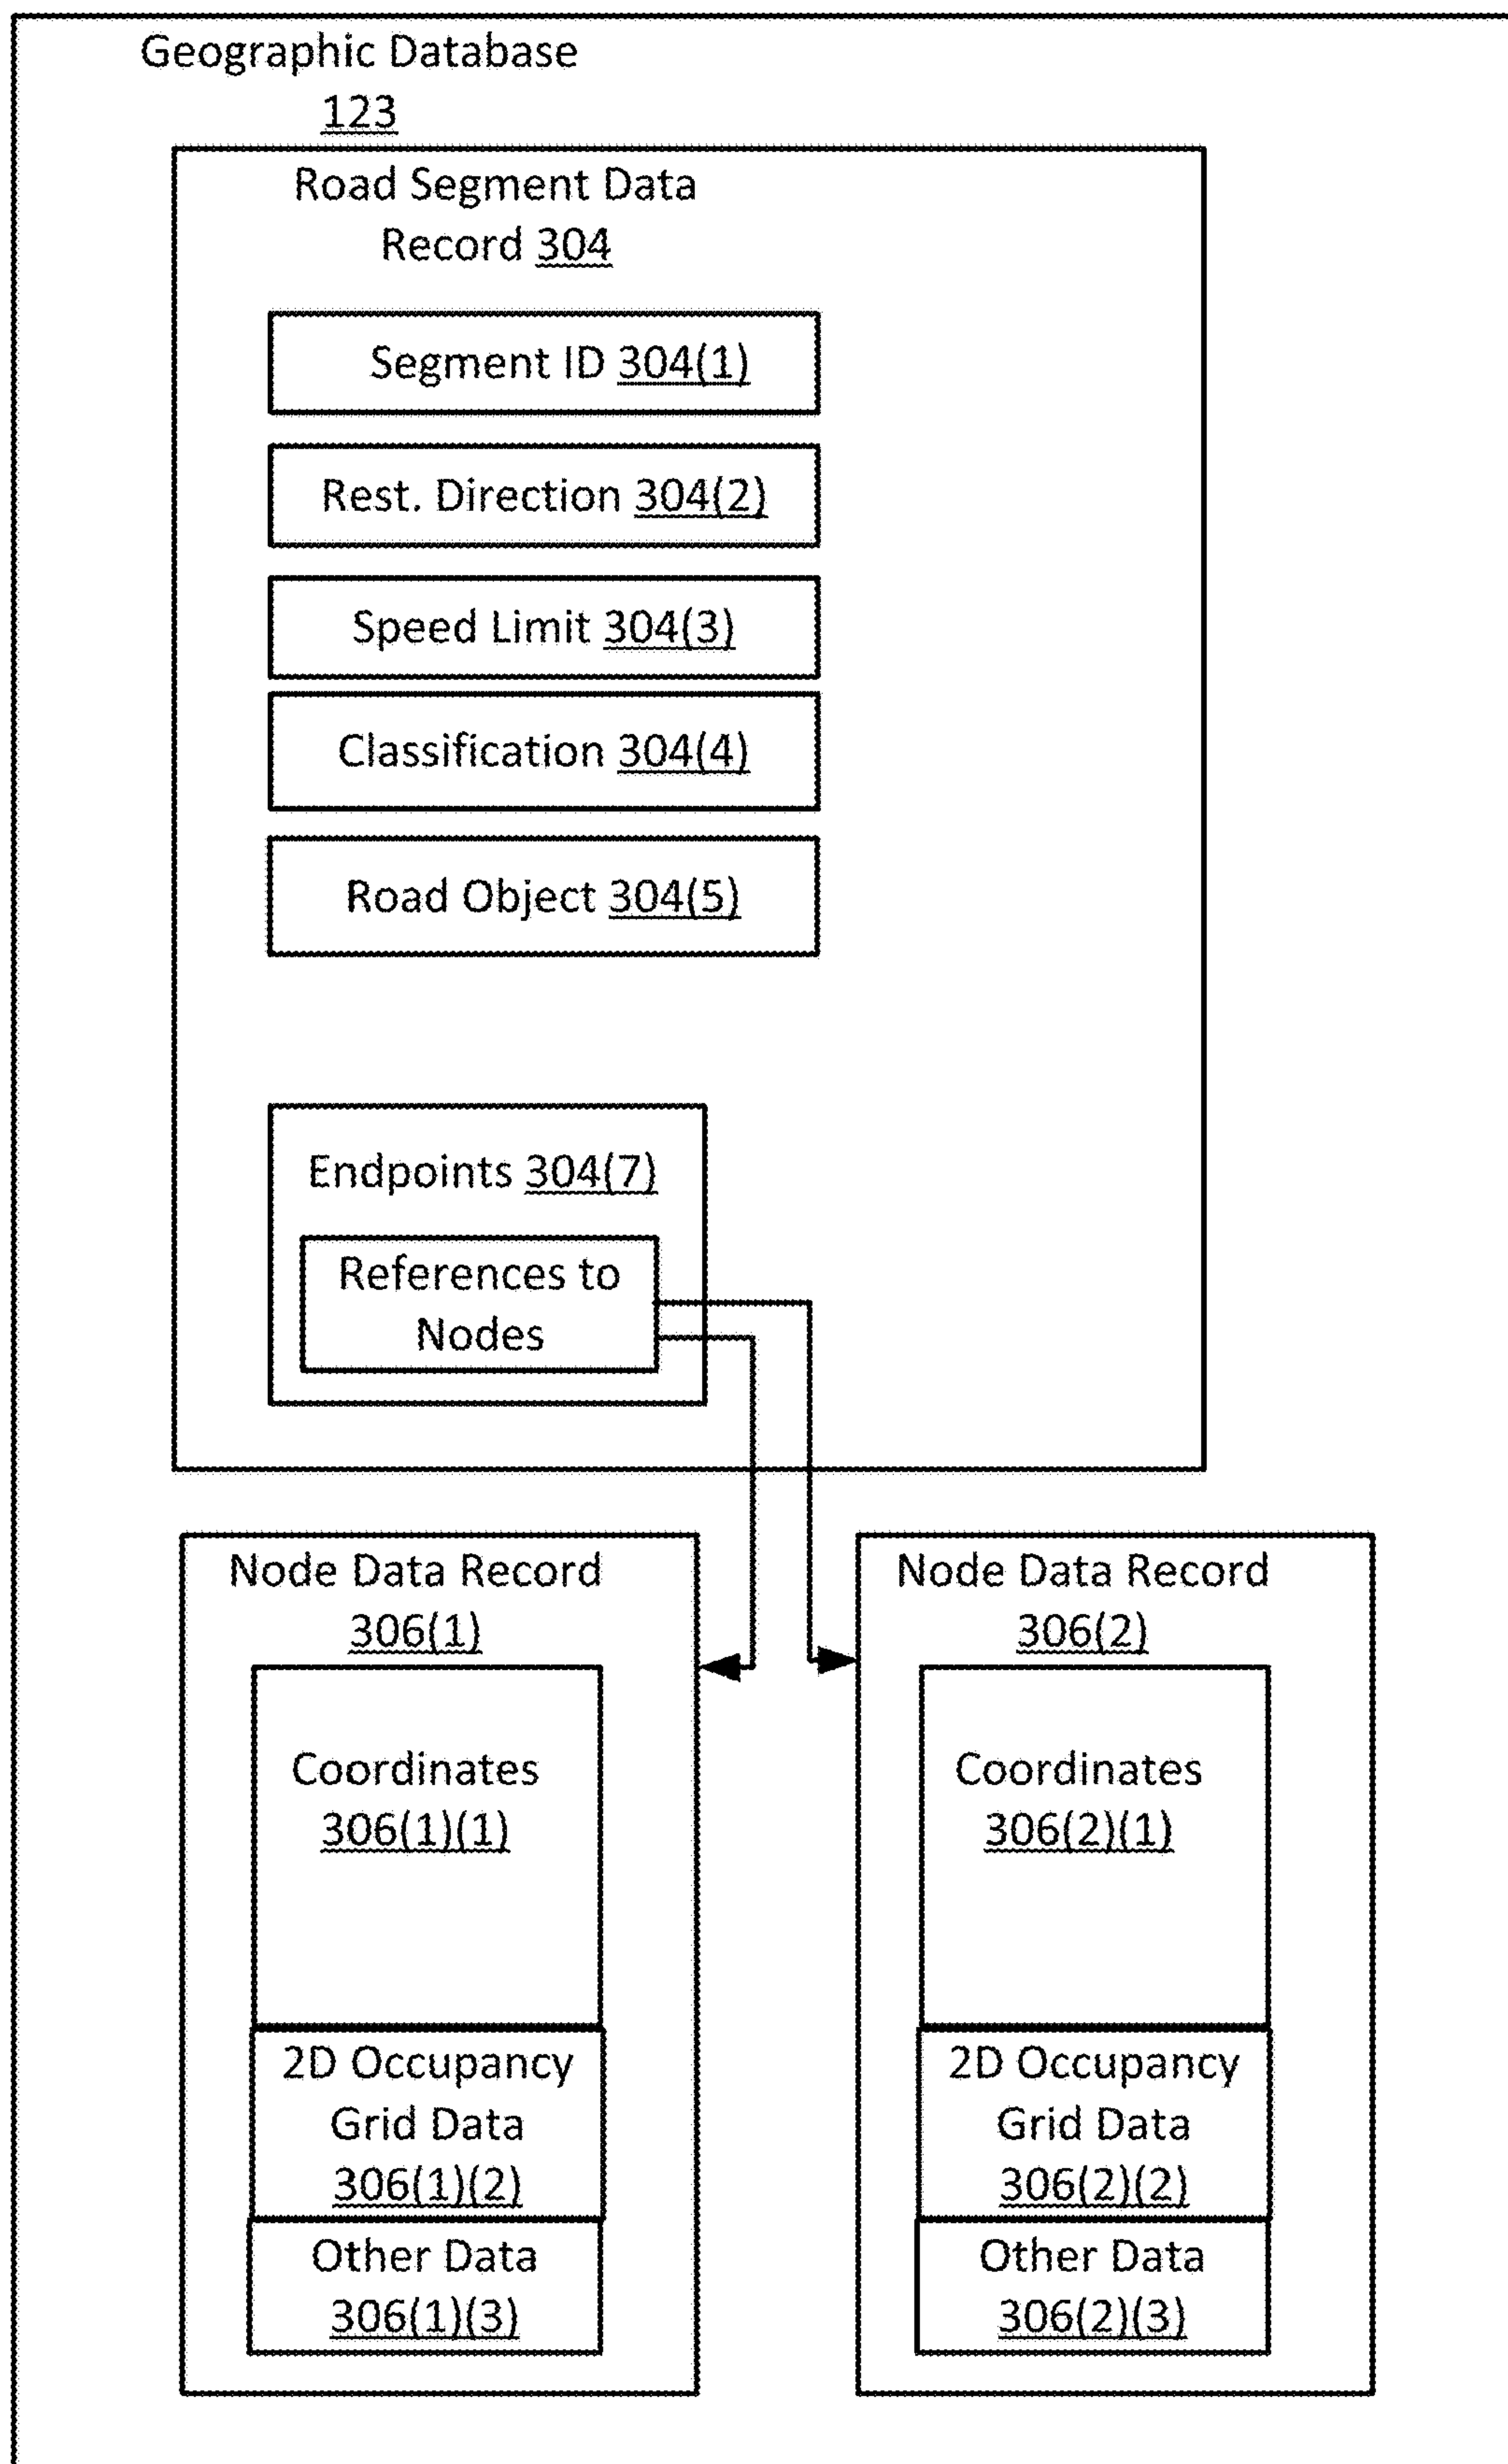 Geographic Database
123
Road Segment Data
Record 304
Segment ID 304(1)
Rest. Direction 304(2)
Speed Limit 304(3)
Classification 304(4)
Road Object 304(5)
Endpoints 304(7)
References to
Nodes
Node Data Record
306(1)
Coordinates
306(1)(1)
2D Occupancy
Grid Data
306(1)(2)
Other Data
306(1)(3)
Node Data Record
306(2)
Coordinates
306(2)(1)
2D Occupancy
Grid Data
306(2)(2)
Other Data
306(2)(3)